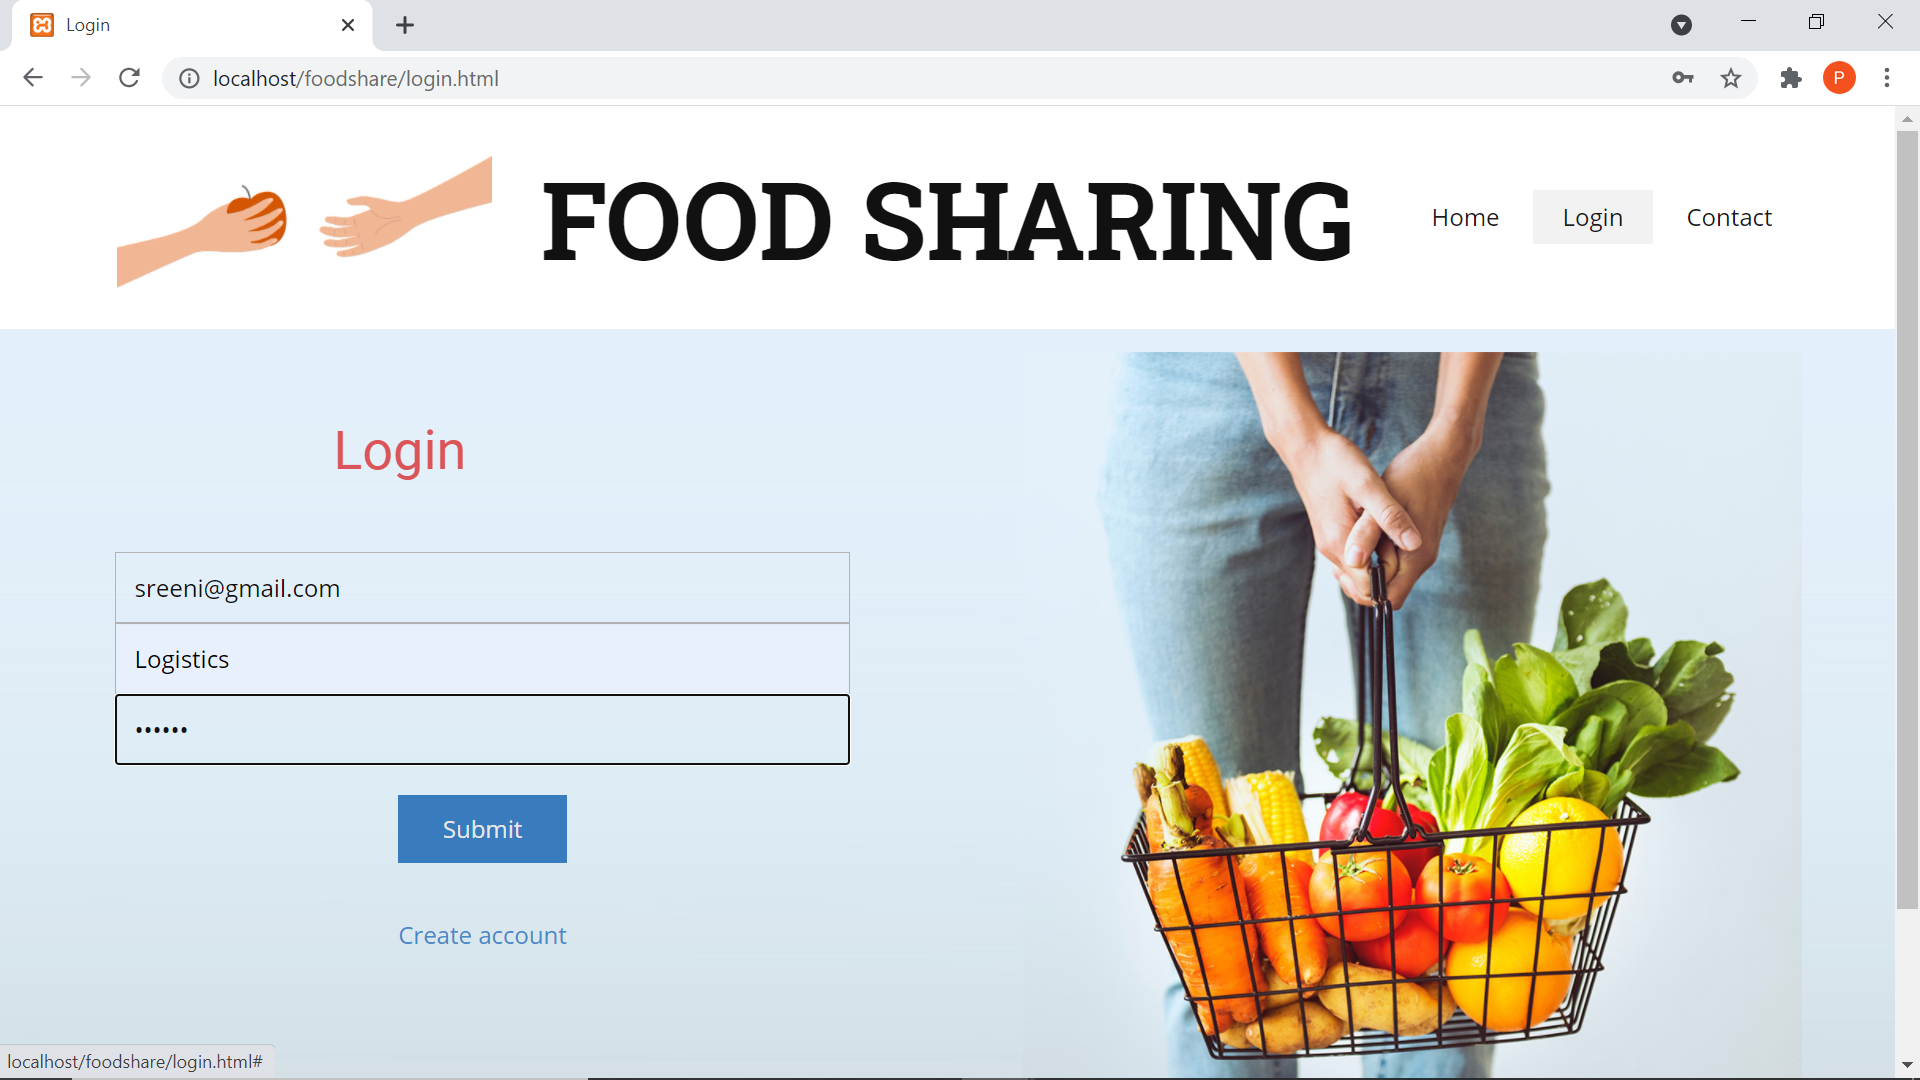 Login
localhost/foodshare/login.html
P
FOOD SHARING
Home
Login
Contact
Login
sreeni@gmail.com
Logistics
••••••
Submit
Create account
localhost/foodshare/login.html#